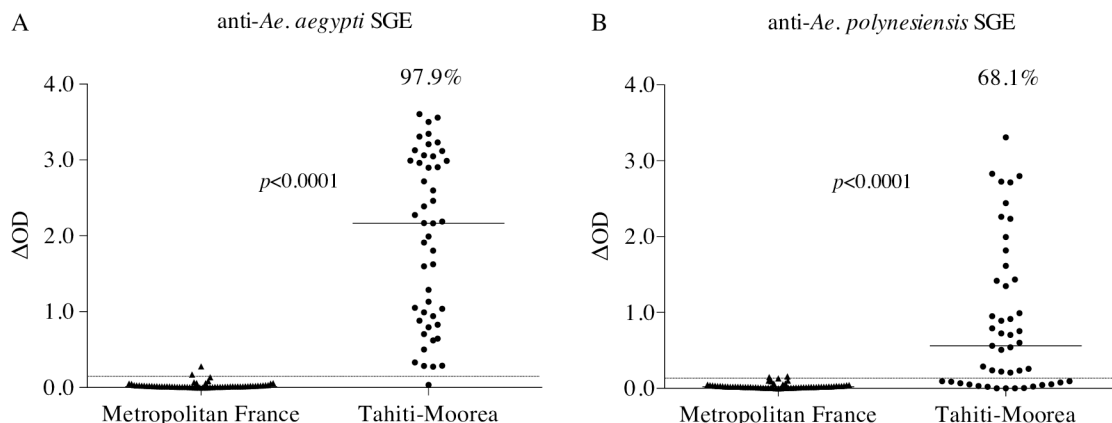 A
anti-Ae. aegypti SGE
97.9%
4.0
3.0
p<0.0001
2.0
ΔOD
1.0
0.0
Metropolitan France
Tahiti-Moorea
B
anti-Ae. polynesiensis SGE
68.1%
4.0
3.0
p<0.0001
2.0
ΔOD
1.0
0.0
Metropolitan France
Tahiti-Moorea